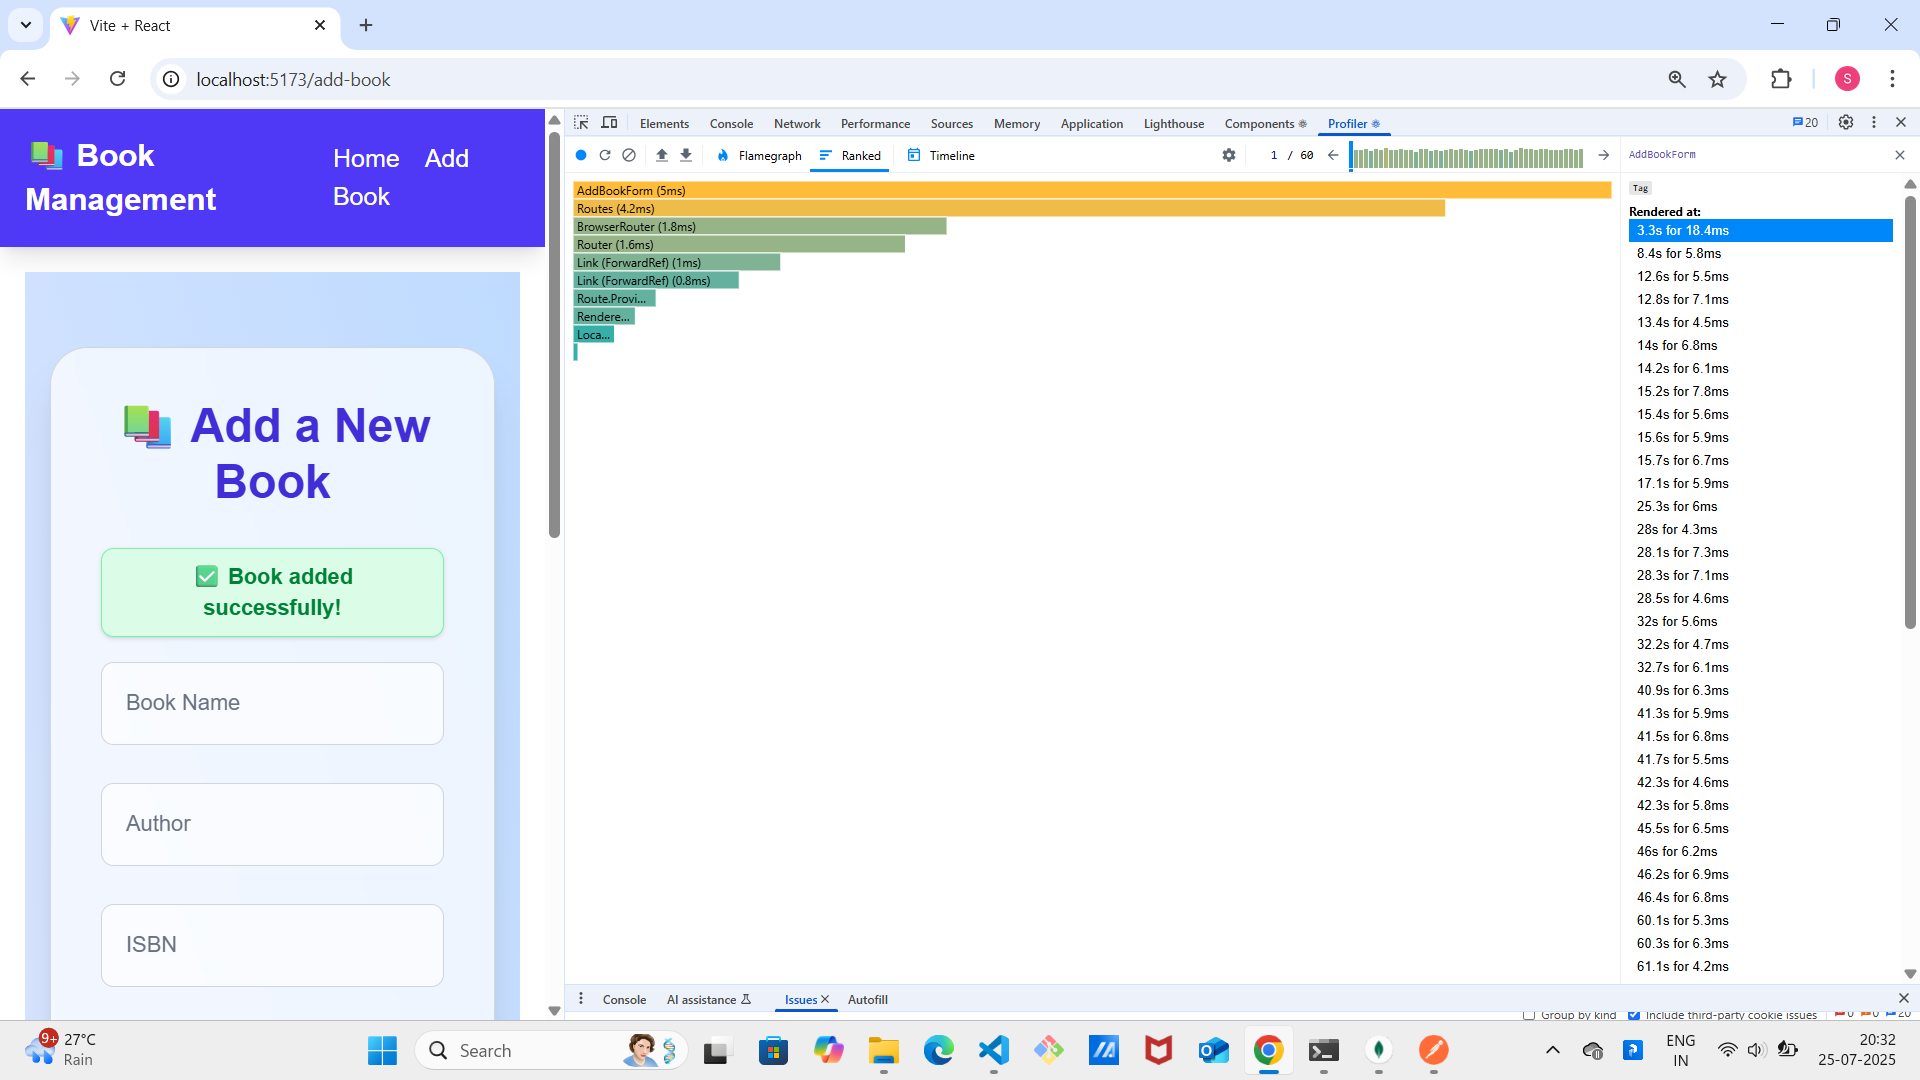 Vite + React
localhost:5173/add-book
S
Book
Management
Home Add
Book
Add a New
Book
Book added
successfully!
Book Name
Author
ISBN
Elements Console Network Performance Sources Memory Application Lighthouse Components Profiler 20
Flamegraph Ranked Timeline 1 / 60
AddBookForm (5ms)
Routes (4.2ms)
BrowserRouter (1.8ms)
Router (1.6ms)
Link (ForwardRef) (1ms)
Link (ForwardRef) (0.8ms)
Route.Provi...
Rendere...
Loca...
AddBookForm
Tag
Rendered at:
3.3s for 18.4ms
8.4s for 5.8ms
12.6s for 5.5ms
12.8s for 7.1ms
13.4s for 4.5ms
14s for 6.8ms
14.2s for 6.1ms
15.2s for 7.8ms
15.4s for 5.6ms
15.6s for 5.9ms
15.7s for 6.7ms
17.1s for 5.9ms
25.3s for 6ms
28s for 4.3ms
28.1s for 7.3ms
28.3s for 7.1ms
28.5s for 4.6ms
32s for 5.6ms
32.2s for 4.7ms
32.7s for 6.1ms
40.9s for 6.3ms
41.3s for 5.9ms
41.5s for 6.8ms
41.7s for 5.5ms
42.3s for 4.6ms
42.3s for 5.8ms
45.5s for 6.5ms
46s for 6.2ms
46.2s for 6.9ms
46.4s for 6.8ms
60.1s for 5.3ms
60.3s for 6.3ms
61.1s for 4.2ms
Console AI assistance Issues Autofill
Group by kind Include third-party cookie issues 0 0 20
9+
27°C
Rain
Search
ENG
IN
20:32
25-07-2025